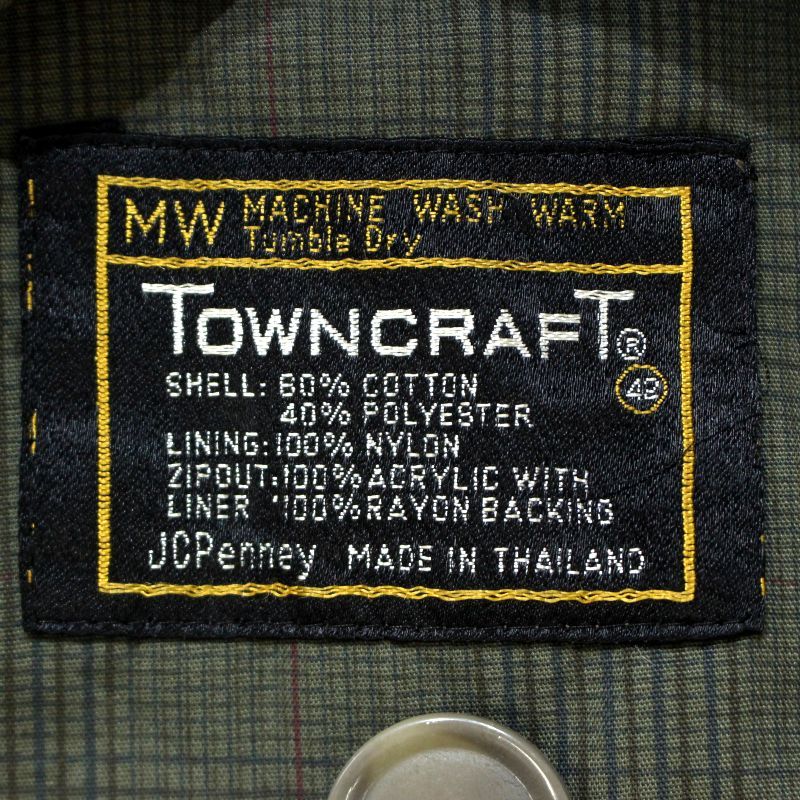 MW MACHINE WASH WARM
Tumble Dry
TOWNCRAFT®
SHELL: 60% COTTON
40% POLYESTER
LINING: 100% NYLON
ZIPOUT: 100% ACRYLIC WITH
LINER 100% RAYON BACKING
JCPenney MADE IN THAILAND